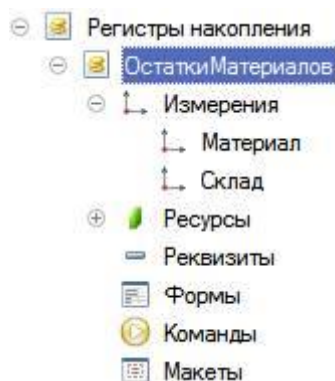 Регистры накопления
ОстаткиМатериалов
Измерения
Материал
Склад
Ресурсы
Реквизиты
Формы
Команды
Макеты